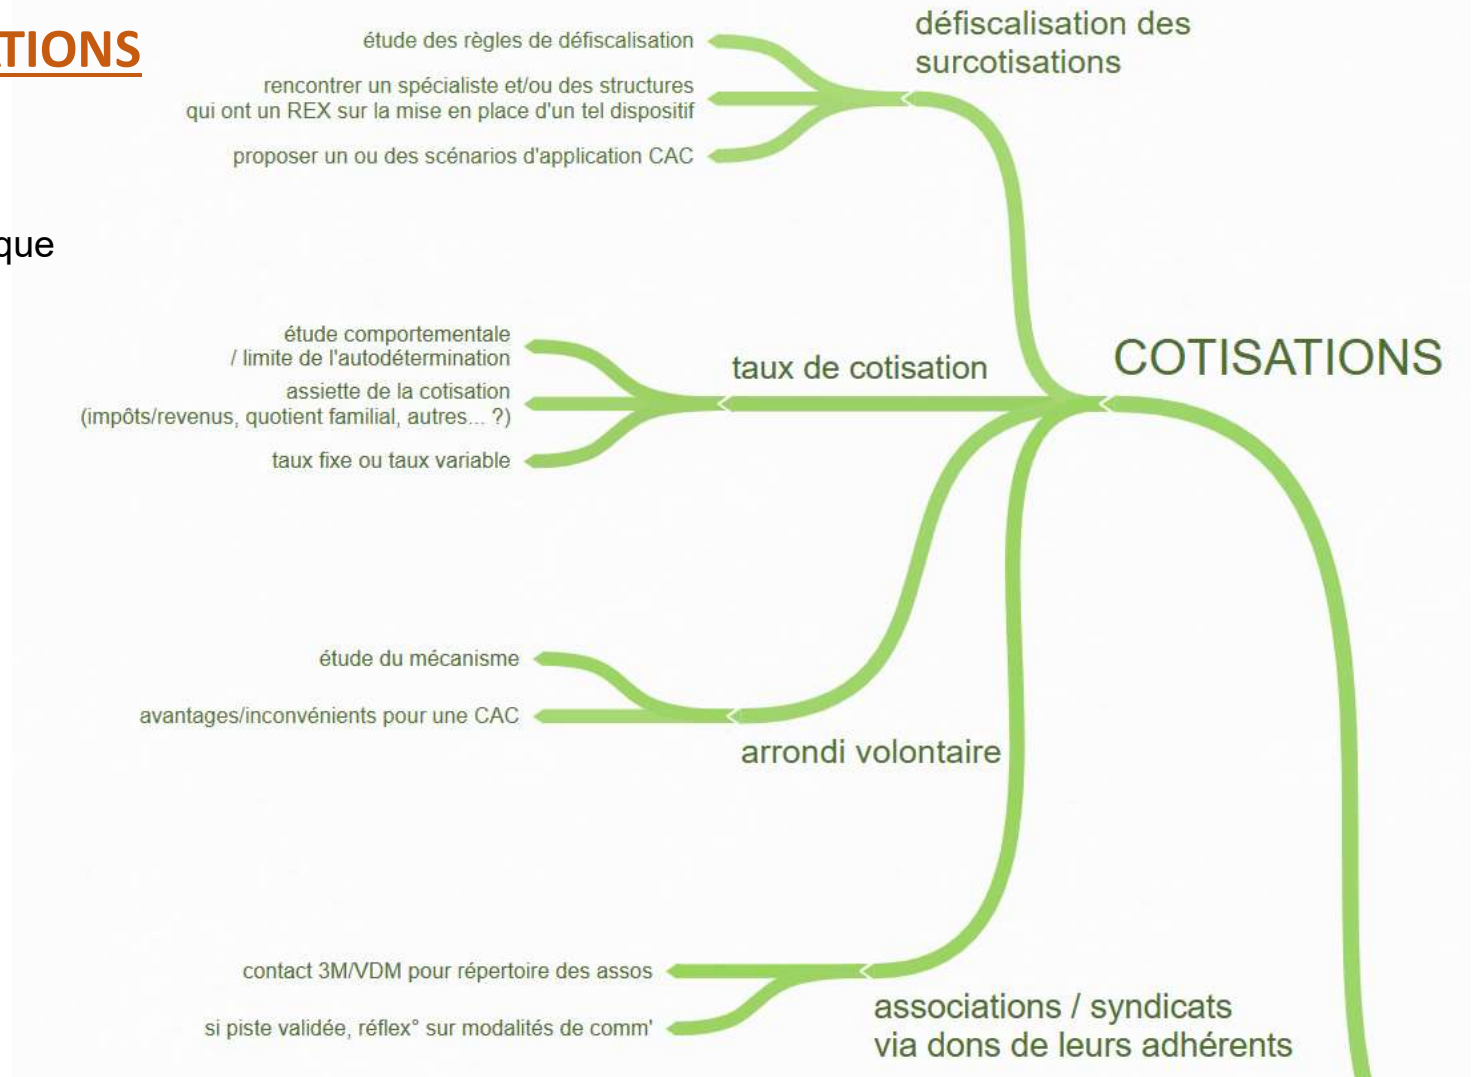 ATIONS
que
défiscalisation des
surcotisations
étude des règles de défiscalisation
rencontrer un spécialiste et/ou des structures
qui ont un REX sur la mise en place d'un tel dispositif
proposer un ou des scénarios d'application CAC
COTISATIONS
taux de cotisation
étude comportementale
/ limite de l'autodétermination
assiette de la cotisation
(impôts/revenus, quotient familial, autres... ?)
taux fixe ou taux variable
étude du mécanisme
avantages/inconvénients pour une CAC
arrondi volontaire
contact 3M/VDM pour répertoire des assos
si piste validée, réflex° sur modalités de comm'
associations / syndicats
via dons de leurs adhérents